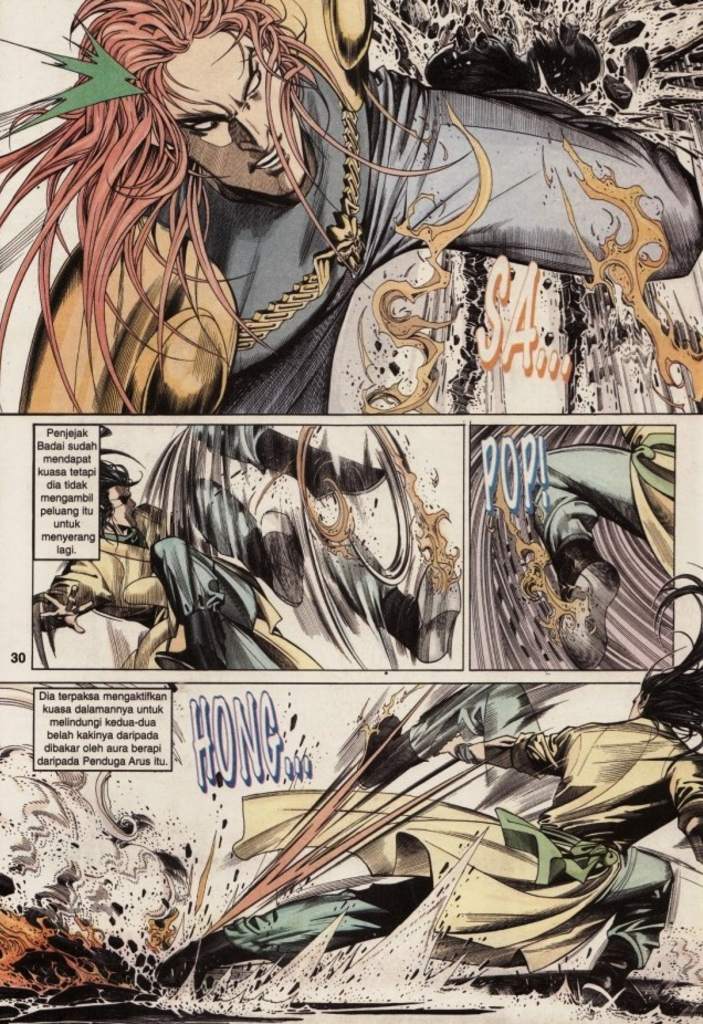 SA...
Penjejak
Badai sudah
mendapat
kuasa tetapi
dia tidak
mengambil
peluang itu
untuk
menyerang
lagi.
POP!
30
Dia terpaksa mengaktifkan
kuasa dalamannya untuk
melindungi kedua-dua
belah kakinya daripada
dibakar oleh aura berapi
daripada Penduga Arus itu.
HONG...